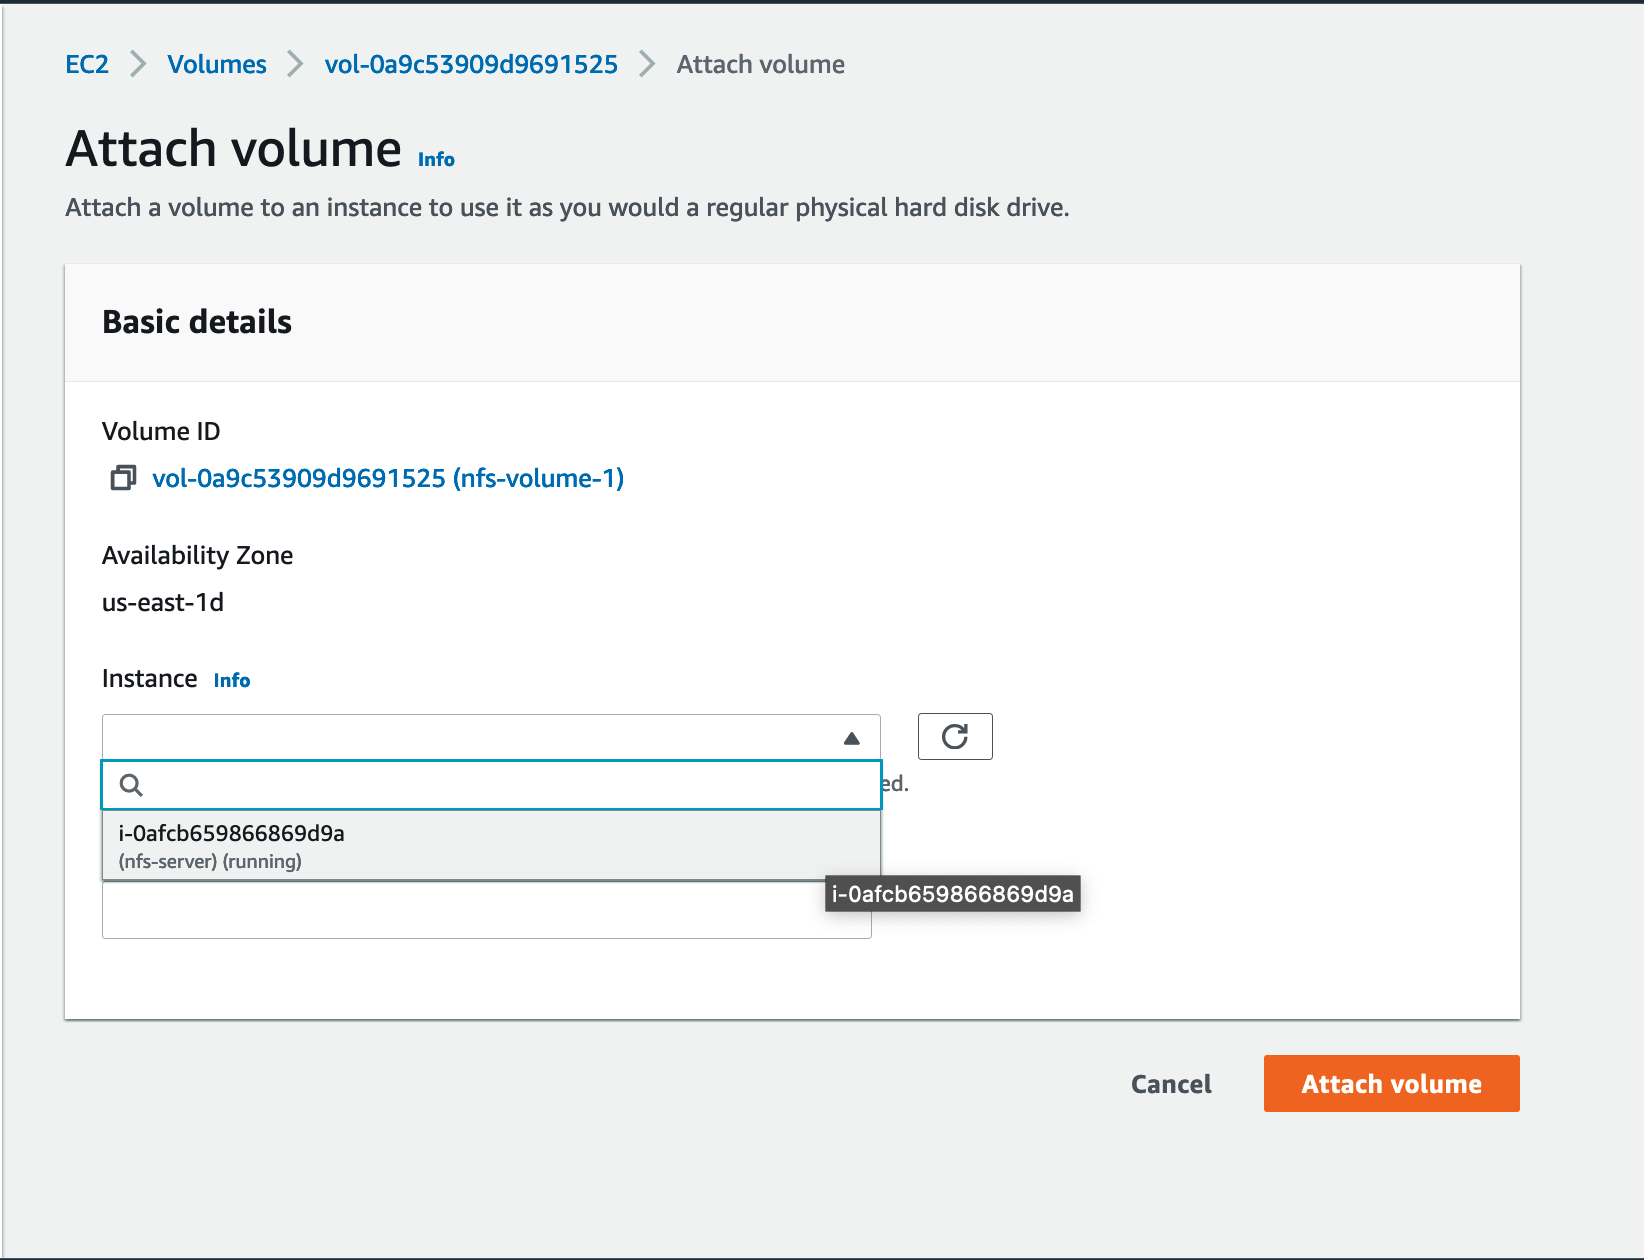 EC2 > Volumes > vol-0a9c53909d9691525 > Attach volume
Attach volume Info
Attach a volume to an instance to use it as you would a regular physical hard disk drive.
Basic details
Volume ID
vol-0a9c53909d9691525 (nfs-volume-1)
Availability Zone
us-east-1d
Instance Info
ed.
i-0afcb659866869d9a
(nfs-server) (running)
i-0afcb659866869d9a
Cancel Attach volume